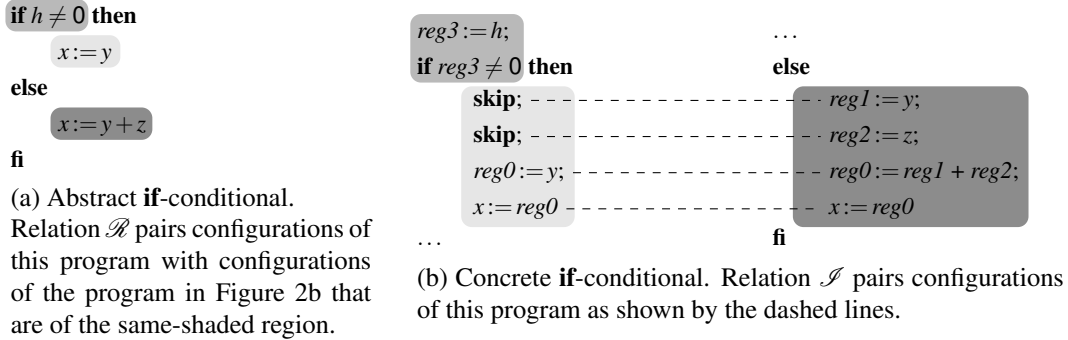 if h ≠ 0 then
x := y
else
x := y + z
fi
(a) Abstract if-conditional.
Relation ℛ pairs configurations of
this program with configurations
of the program in Figure 2b that
are of the same-shaded region.
reg3 := h;
if reg3 ≠ 0 then
skip;
skip;
reg0 := y;
x := reg0
...
...
else
reg1 := y;
reg2 := z;
reg0 := reg1 + reg2;
x := reg0
fi
(b) Concrete if-conditional. Relation ℐ pairs configurations
of this program as shown by the dashed lines.